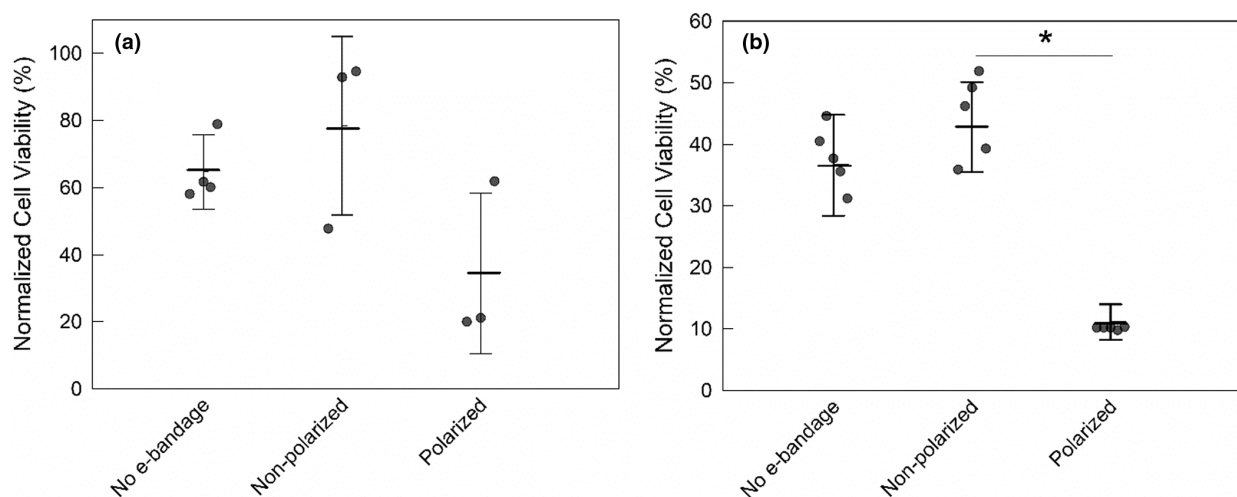 (a)
Normalized Cell Viability (%)
100
80
60
40
20
0
No e-bandage
Non-polarized
Polarized
(b)
*
Normalized Cell Viability (%)
60
50
40
30
20
10
0
No e-bandage
Non-polarized
Polarized